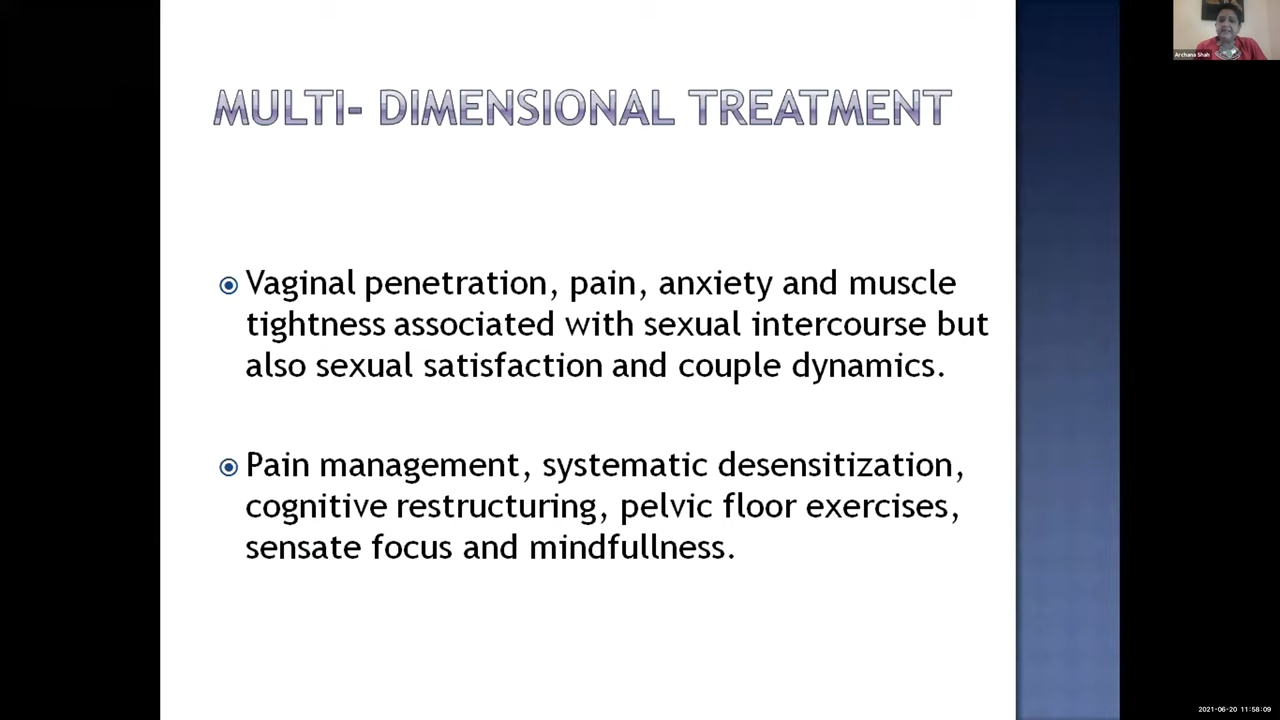 Archana Shah
MULTI- DIMENSIONAL TREATMENT
Vaginal penetration, pain, anxiety and muscle
tightness associated with sexual intercourse but
also sexual satisfaction and couple dynamics.
Pain management, systematic desensitization,
cognitive restructuring, pelvic floor exercises,
sensate focus and mindfullness.
2021-06-20 11:58:09